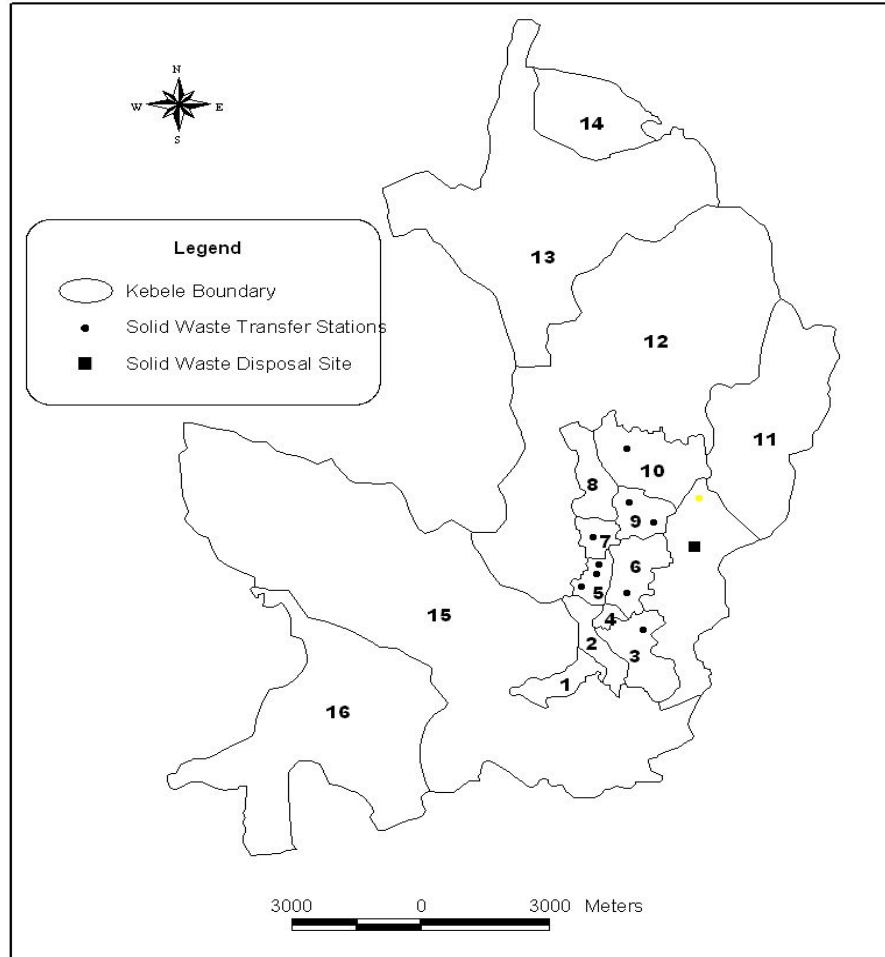 N
W E
S
14
Legend
13
Kebele Boundary
Solid Waste Transfer Stations
12
Solid Waste Disposal Site
11
10
8
9
7
6
5
15
4
2
3
1
16
3000 0 3000 Meters